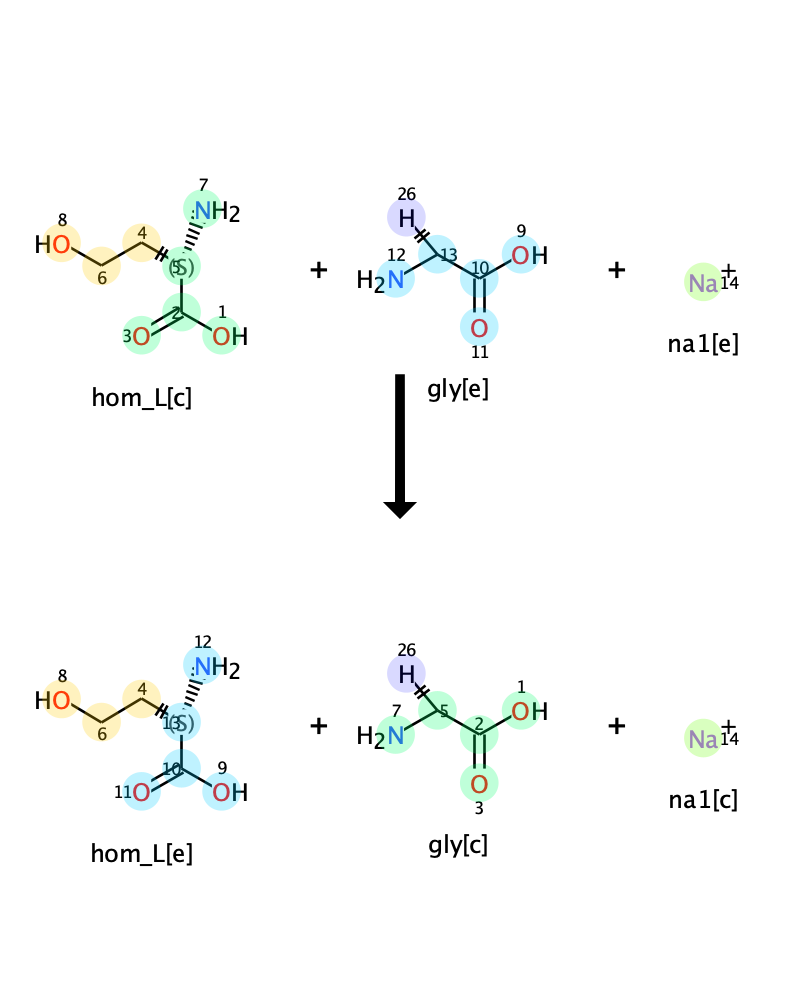 7
NH2
8
HO
4
6
5
(S)
2
3
O
1
OH
hom_L[c]
+
26
H
12
H2N
13
10
9
OH
O
11
gly[e]
+
Na+
14
na1[e]
12
NH2
8
HO
4
6
13
(S)
10
11
O
9
OH
hom_L[e]
+
26
H
7
H2N
5
2
1
OH
O
3
gly[c]
+
Na+
14
na1[c]